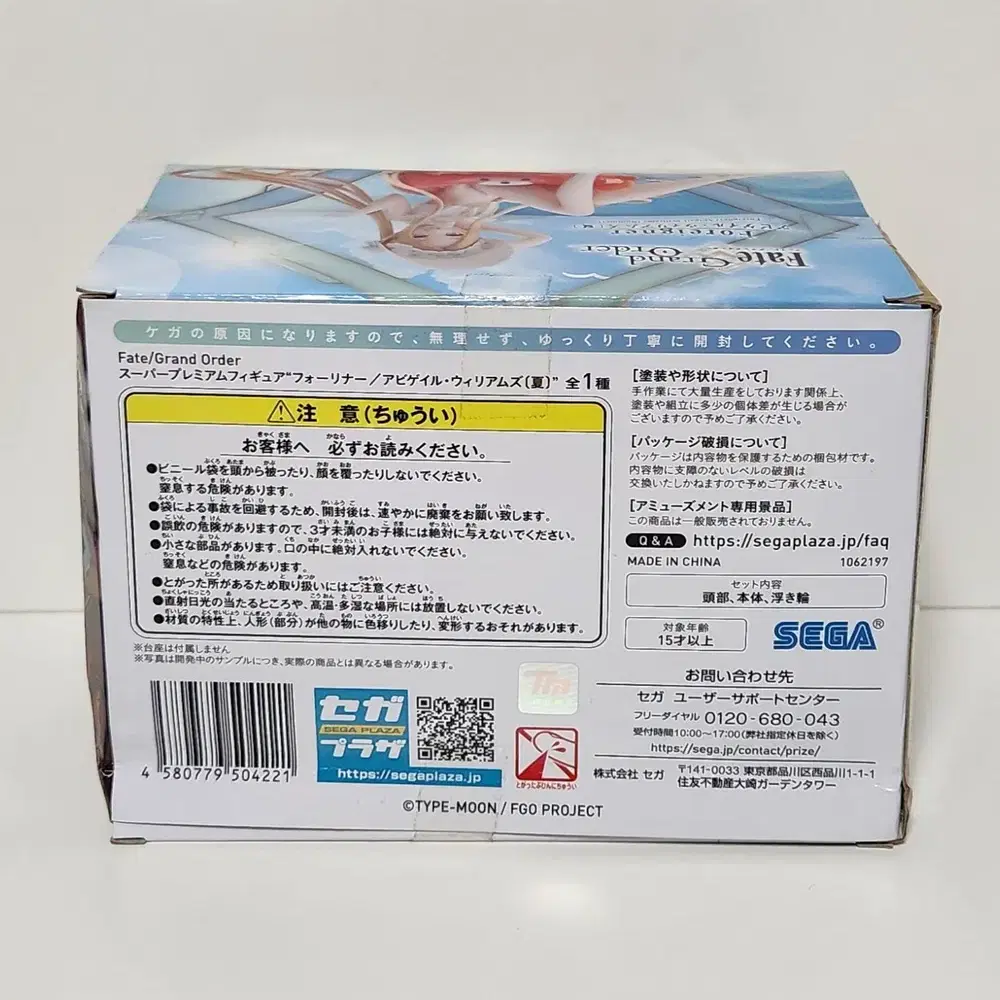 Fate/Grand Order
Foreigner
アビゲイル・ウィリアムズ〔夏〕
ケガの原因になりますので、無理せず、ゆっくり丁寧に開封してください。
Fate/Grand Order
スーパープレミアムフィギュア“フォーリナー/アビゲイル・ウィリアムズ〔夏〕” 全1種
⚠注 意(ちゅうい)
お客様へ 必ずお読みください。
●ビニール袋を頭から被ったり、顔を覆ったりしないでください。
窒息する危険があります。
●袋による事故を回避するため、開封後は、速やかに廃棄をお願い致します。
●誤飲の危険がありますので、3才未満のお子様には絶対に与えないでください。
●小さな部品があります。口の中に絶対入れないでください。
窒息などの危険があります。
●とがった所があるため取り扱いにはご注意ください。
●直射日光の当たるところや、高温・多湿な場所には放置しないでください。
●材質の特性上、人形(部分)が他の物に色移りしたり、変形するおそれがあります。
※台座は付属しません
※写真は開発中のサンプルにつき、実際の商品とは異なる場合があります。
4 580779 504221
セガ
SEGA PLAZA
プラザ
https://segaplaza.jp
とがったぶひんにちゅうい
©TYPE-MOON / FGO PROJECT
[塗装や形状について]
手作業にて大量生産をしております関係上、
塗装や組立に多少の個体差が生じる場合が
ございますので予めご了承ください。
[パッケージ破損について]
パッケージは内容物を保護するための梱包材です。
内容物に支障のないレベルの破損は
交換いたしかねますので予めご了承ください。
[アミューズメント専用景品]
この商品は一般販売されておりません。
Q & A https://segaplaza.jp/faq
MADE IN CHINA 1062197
セット内容
頭部、本体、浮き輪
対象年齢
15才以上
SEGA®
お問い合わせ先
セガ ユーザーサポートセンター
フリーダイヤル 0120-680-043
受付時間10:00~17:00(弊社指定休日を除く)
https://sega.jp/contact/prize/
株式会社 セガ 〒141-0033 東京都品川区西品川1-1-1
住友不動産大崎ガーデンタワー